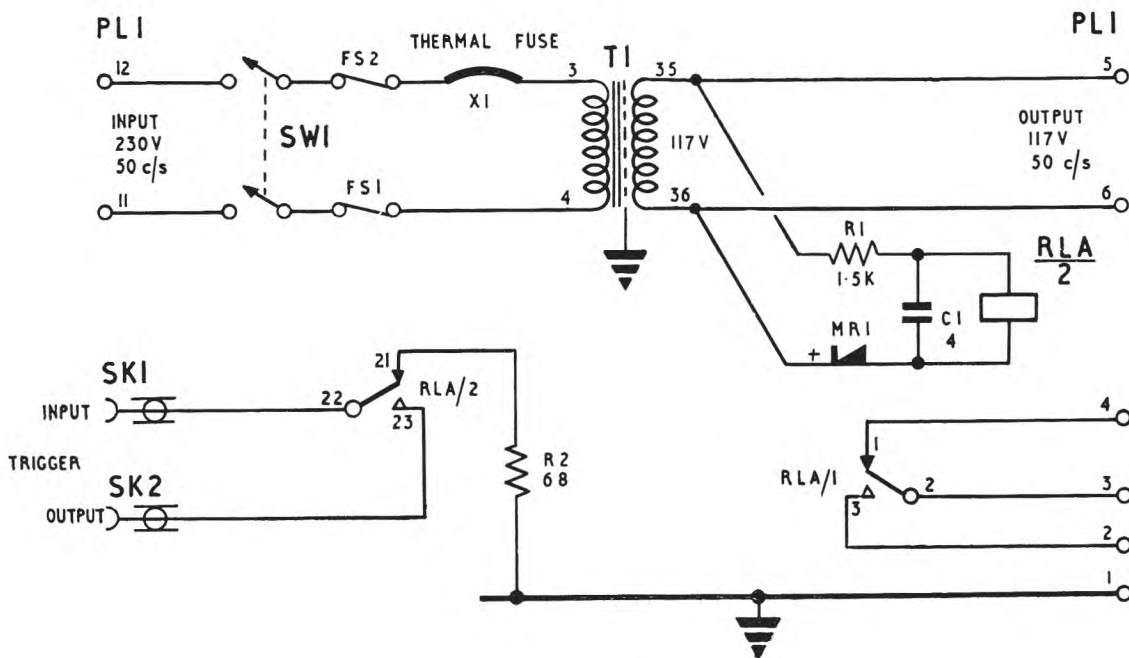 PL1
PL1
THERMAL FUSE
T1
12
FS2
3
35
5
X1
INPUT
230V
50 c/s
SW1
117V
OUTPUT
117V
50 c/s
11
FS1
4
36
6
R1
1·5K
RLA
2
C1
4
MR1
+
SK1
21
INPUT
22
RLA/2
23
4
TRIGGER
R2
68
1
RLA/1
2
3
3
SK2
OUTPUT
2
1